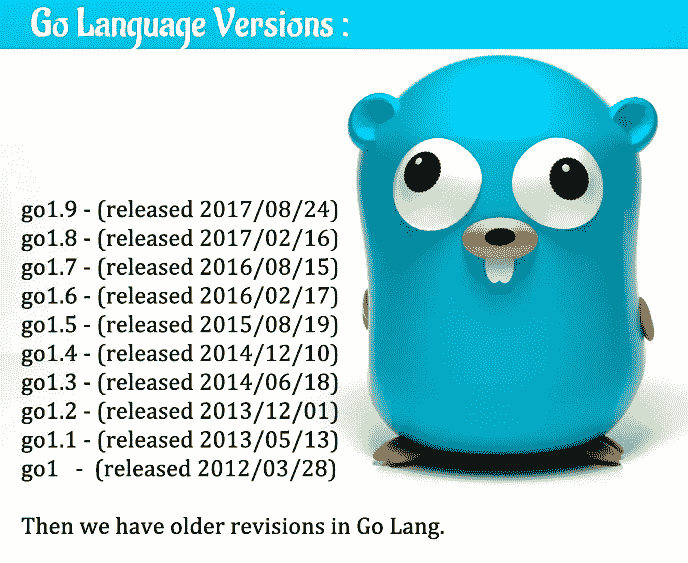 Go Language Versions :
go1.9 - (released 2017/08/24)
go1.8 - (released 2017/02/16)
go1.7 - (released 2016/08/15)
go1.6 - (released 2016/02/17)
go1.5 - (released 2015/08/19)
go1.4 - (released 2014/12/10)
go1.3 - (released 2014/06/18)
go1.2 - (released 2013/12/01)
go1.1 - (released 2013/05/13)
go1 - (released 2012/03/28)
Then we have older revisions in Go Lang.